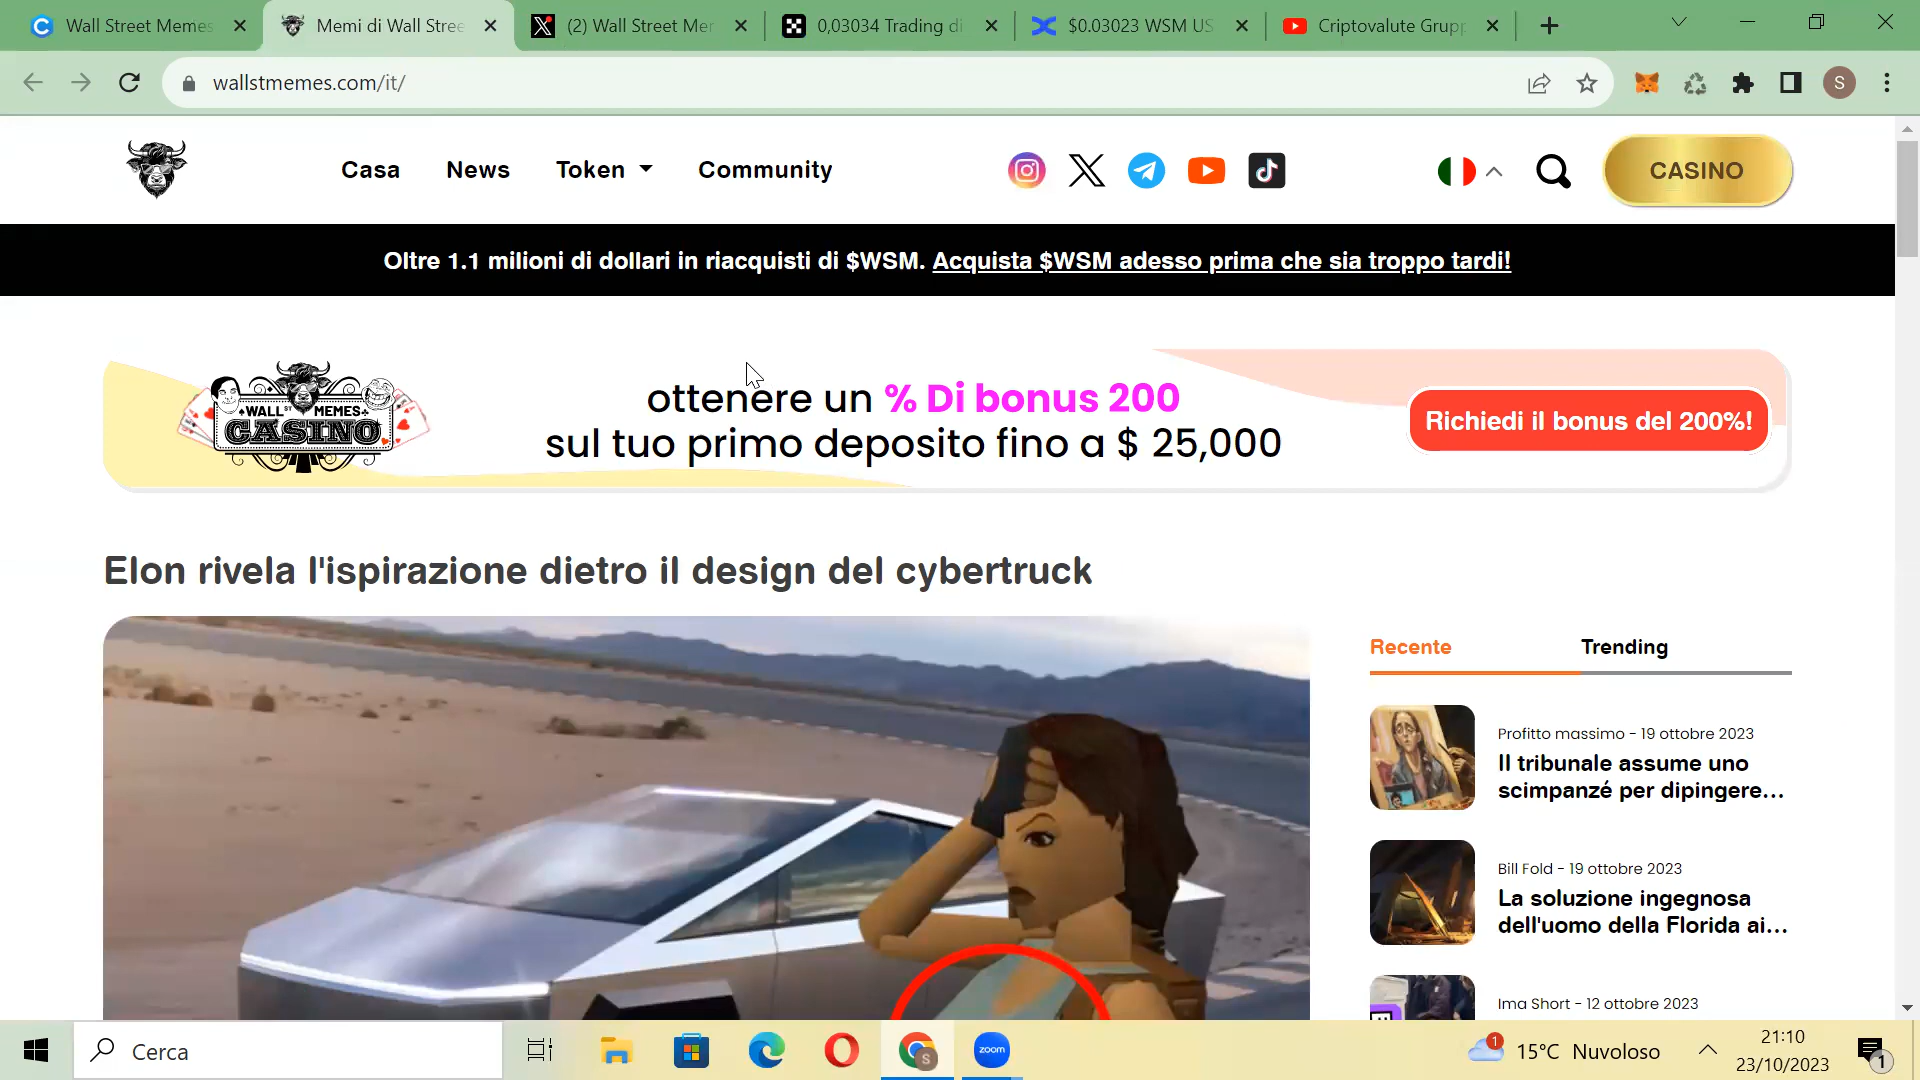 Wall Street Memes
Memi di Wall Stree
(2) Wall Street Mer
0,03034 Trading di
$0.03023 WSM US
Criptovalute Grupp
wallstmemes.com/it/
S
Casa
News
Token
Community
CASINO
Oltre 1.1 milioni di dollari in riacquisti di $WSM. Acquista $WSM adesso prima che sia troppo tardi!
WALL ST MEMES
CASINO
ottenere un % Di bonus 200
sul tuo primo deposito fino a $ 25,000
Richiedi il bonus del 200%!
Elon rivela l'ispirazione dietro il design del cybertruck
Recente
Trending
Profitto massimo - 19 ottobre 2023
Il tribunale assume uno
scimpanzé per dipingere...
Bill Fold - 19 ottobre 2023
La soluzione ingegnosa
dell'uomo della Florida ai...
Ima Short - 12 ottobre 2023
Cerca
S
zoom
1
15°C Nuvoloso
21:10
23/10/2023
1